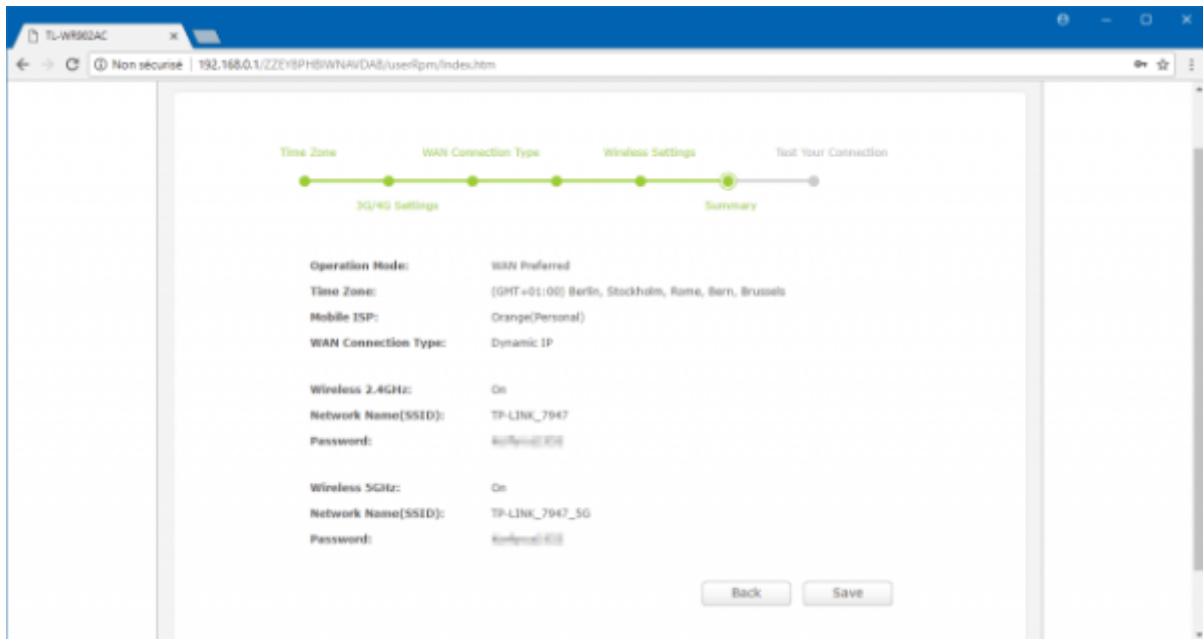 TL-WR902AC
Non sécurisé | 192.168.0.1/ZZEYBPHBIWNAVDAB/userRpm/Index.htm
Time Zone WAN Connection Type Wireless Settings Test Your Connection
3G/4G Settings Summary
Operation Mode: WAN Preferred
Time Zone: (GMT+01:00) Berlin, Stockholm, Rome, Bern, Brussels
Mobile ISP: Orange(Personal)
WAN Connection Type: Dynamic IP
Wireless 2.4GHz: On
Network Name(SSID): TP-LINK_7947
Password:
Wireless 5GHz: On
Network Name(SSID): TP-LINK_7947_5G
Password:
Back Save